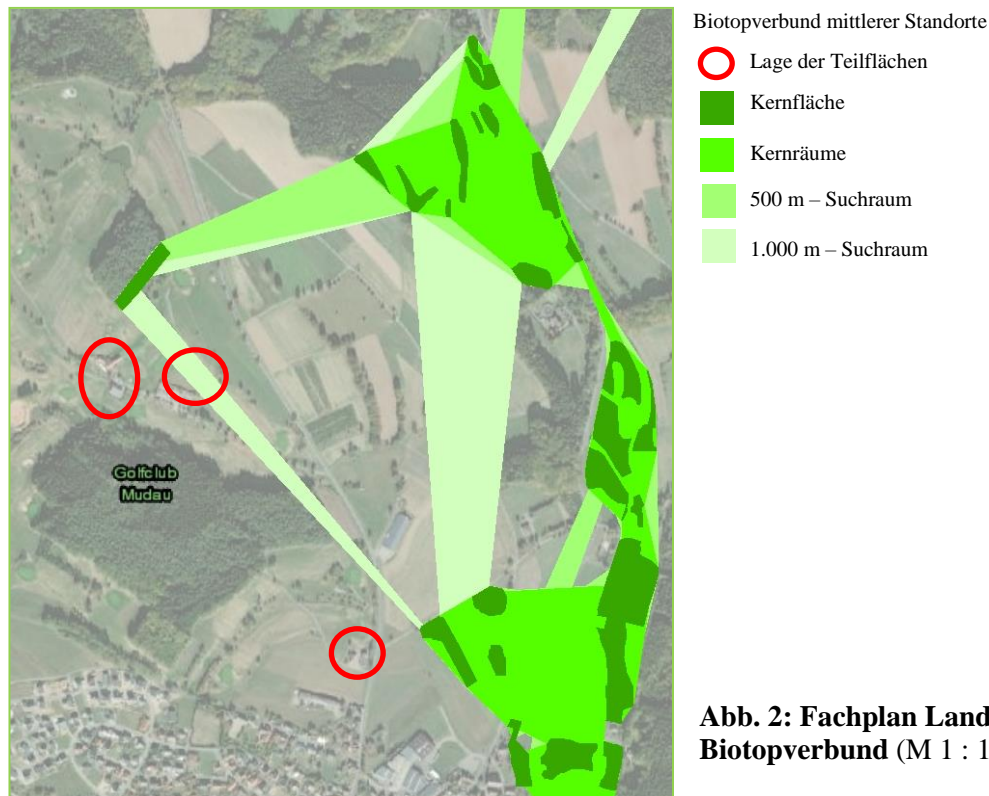 Biotopverbund mittlerer Standorte
Lage der Teilflächen
Kernfläche
Kernräume
500 m – Suchraum
1.000 m – Suchraum
Golfclub
Mudau
Abb. 2: Fachplan Land
Biotopverbund (M 1 : 1